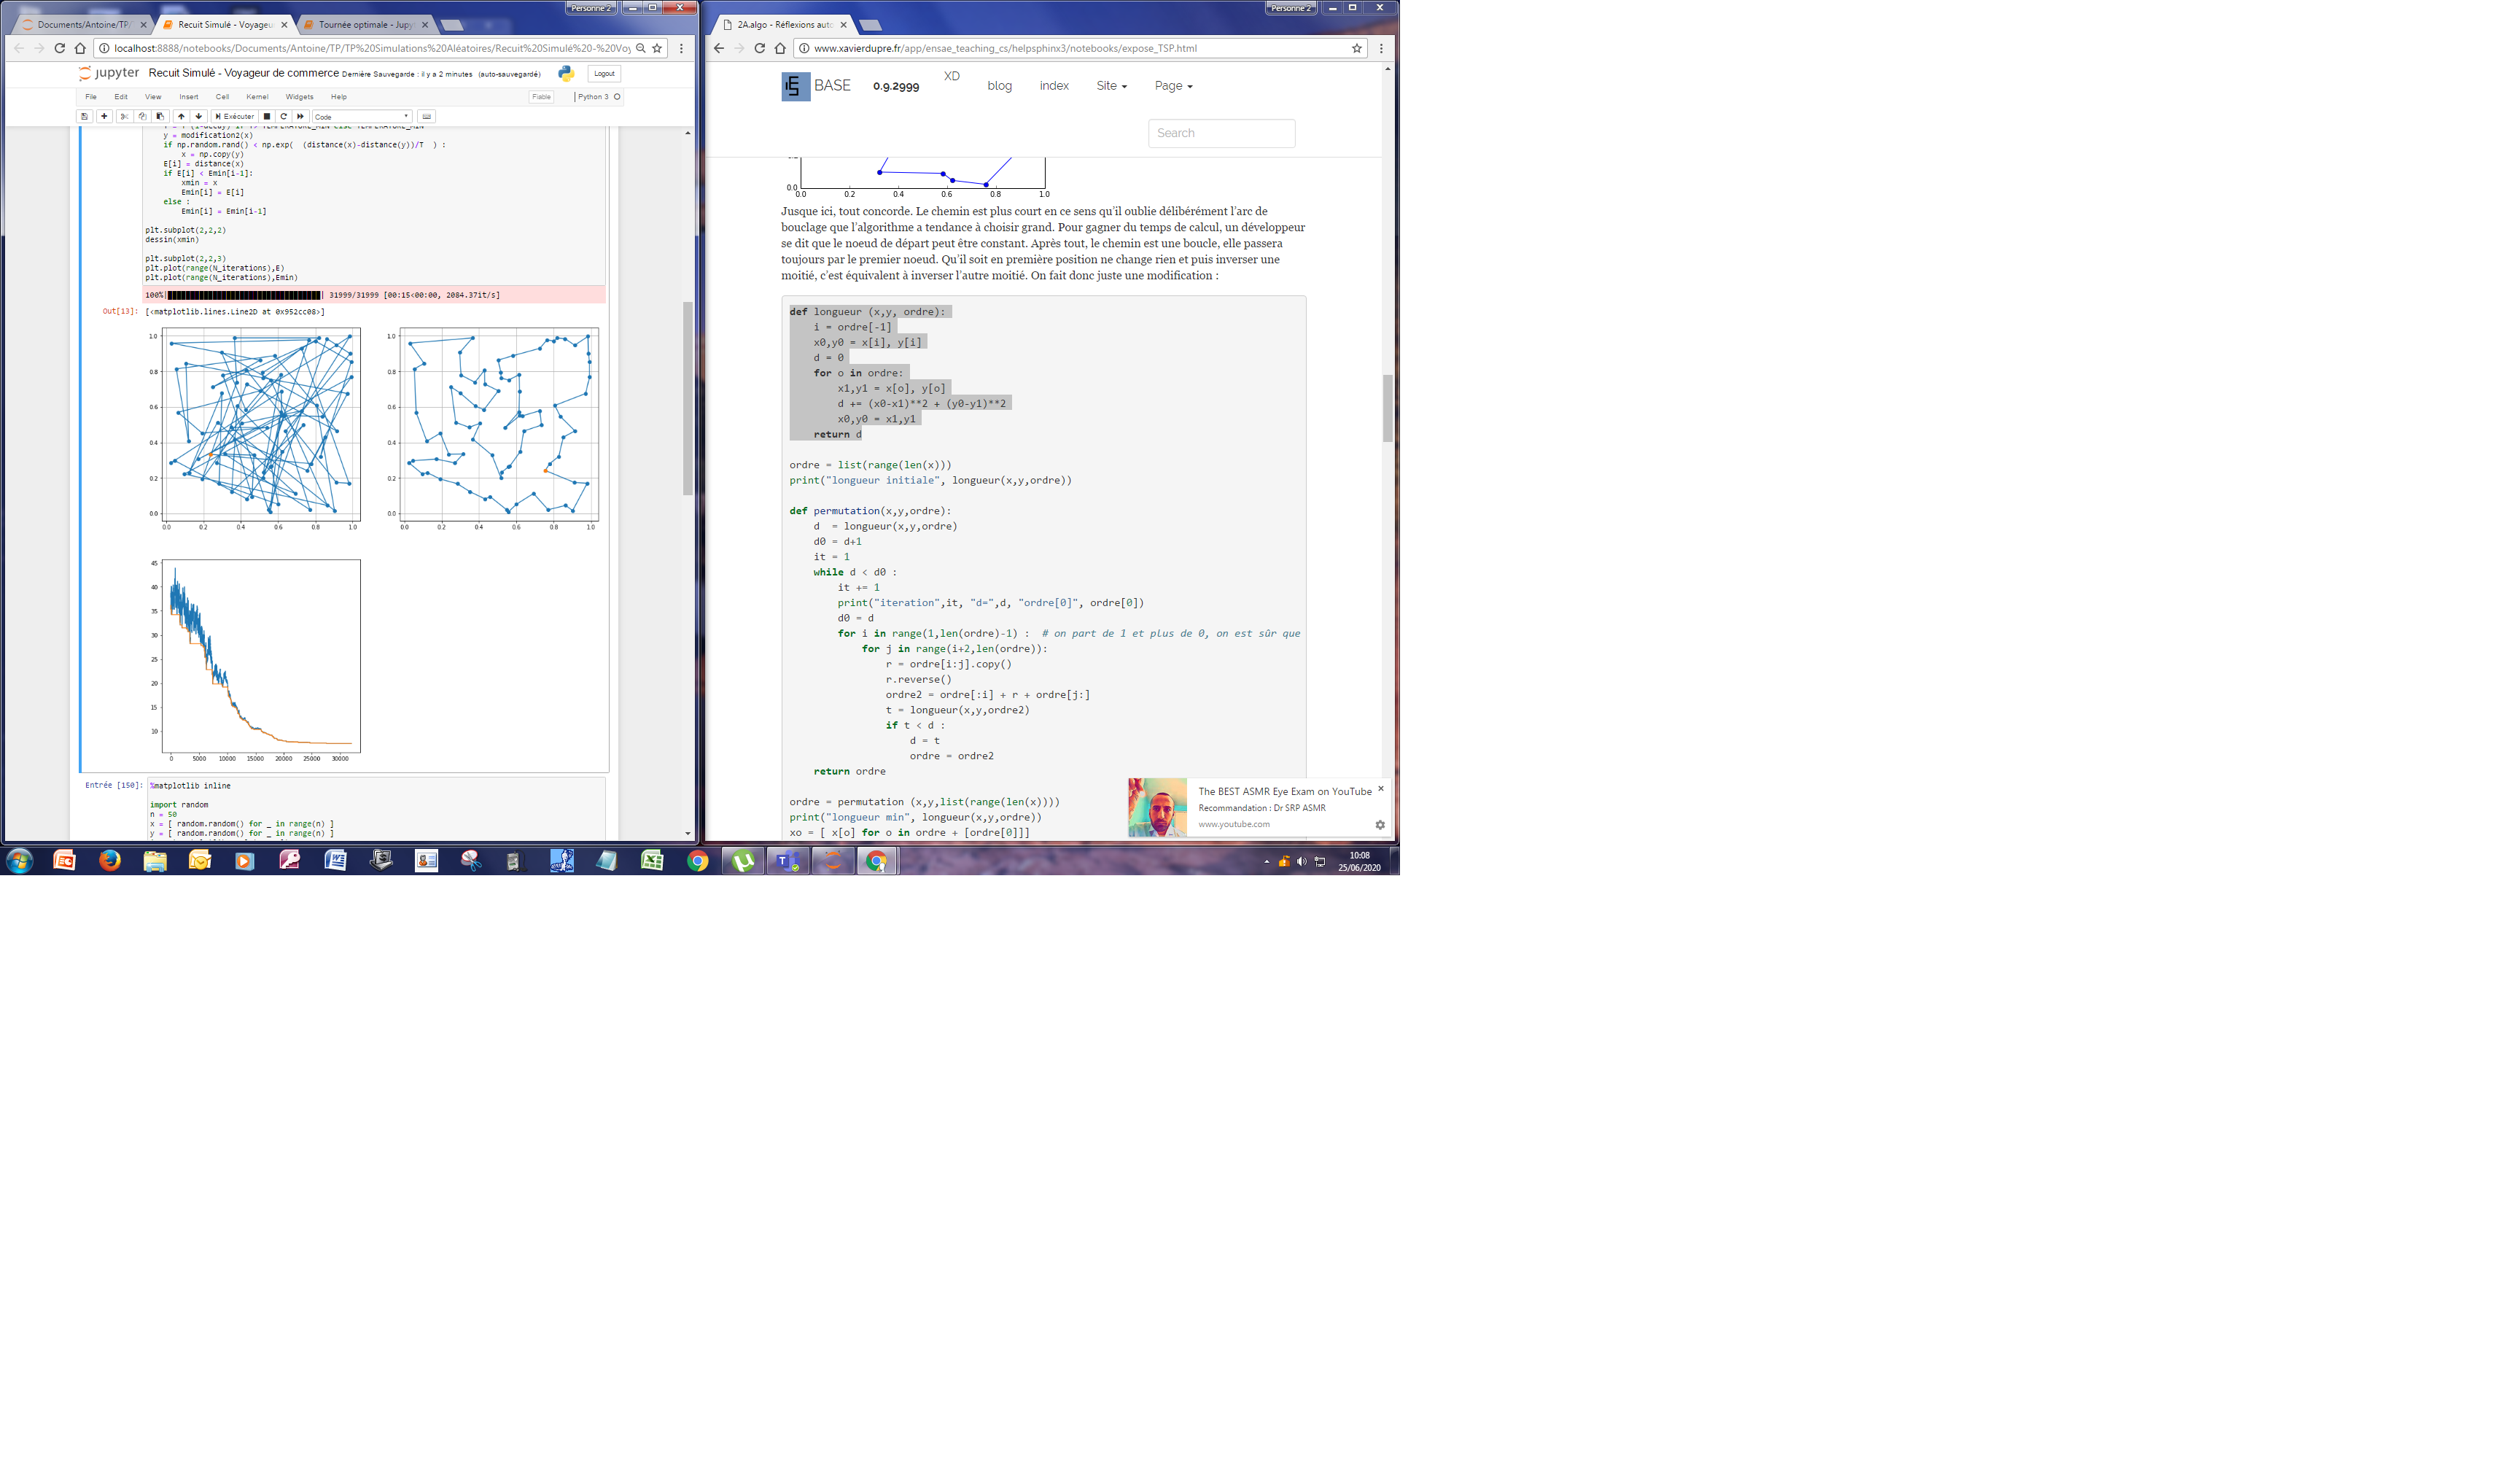 Personne 2
Documents/Antoine/TP/
Recuit Simulé - Voyageu
Tournée optimale - Jupy
localhost:8888/notebooks/Documents/Antoine/TP/TP%20Simulations%20Aléatoires/Recuit%20Simulé%20-%20Voy
jupyter Recuit Simulé - Voyageur de commerce Dernière Sauvegarde : il y a 2 minutes (auto-sauvegardé)
Logout
File Edit View Insert Cell Kernel Widgets Help
Fiable
Python 3
Exécuter
Code
y = modification2(x)
if np.random.rand() < np.exp( (distance(x)-distance(y))/T ) :
x = np.copy(y)
E[i] = distance(x)
if E[i] < Emin[i-1]:
xmin = x
Emin[i] = E[i]
else :
Emin[i] = Emin[i-1]
plt.subplot(2,2,2)
dessin(xmin)
plt.subplot(2,2,3)
plt.plot(range(N_iterations),E)
plt.plot(range(N_iterations),Emin)
100%| | 31999/31999 [00:15<00:00, 2084.37it/s]
Out[13]: [<matplotlib.lines.Line2D at 0x952cc08>]
1.0
0.8
0.6
0.4
0.2
0.0
0.0 0.2 0.4 0.6 0.8 1.0
1.0
0.8
0.6
0.4
0.2
0.0
0.0 0.2 0.4 0.6 0.8 1.0
45
40
35
30
25
20
15
10
0 5000 10000 15000 20000 25000 30000
Entrée [150]: %matplotlib inline
import random
n = 50
x = [ random.random() for _ in range(n) ]
y = [ random.random() for _ in range(n) ]
Personne 2
2A.algo - Réflexions auto
www.xavierdupre.fr/app/ensae_teaching_cs/helpsphinx3/notebooks/expose_TSP.html
BASE 0.9.2999 XD blog index Site Page
Search
0.0
0.0 0.2 0.4 0.6 0.8 1.0
Jusque ici, tout concorde. Le chemin est plus court en ce sens qu'il oublie délibérément l'arc de
bouclage que l'algorithme a tendance à choisir grand. Pour gagner du temps de calcul, un développeur
se dit que le noeud de départ peut être constant. Après tout, le chemin est une boucle, elle passera
toujours par le premier noeud. Qu'il soit en première position ne change rien et puis inverser une
moitié, c'est équivalent à inverser l'autre moitié. On fait donc juste une modification :
def longueur (x,y, ordre):
i = ordre[-1]
x0,y0 = x[i], y[i]
d = 0
for o in ordre:
x1,y1 = x[o], y[o]
d += (x0-x1)**2 + (y0-y1)**2
x0,y0 = x1,y1
return d
ordre = list(range(len(x)))
print("longueur initiale", longueur(x,y,ordre))
def permutation(x,y,ordre):
d  = longueur(x,y,ordre)
d0 = d+1
it = 1
while d < d0 :
it += 1
print("iteration",it, "d=",d, "ordre[0]", ordre[0])
d0 = d
for i in range(1,len(ordre)-1) :  # on part de 1 et plus de 0, on est sûr que
for j in range(i+2,len(ordre)):
r = ordre[i:j].copy()
r.reverse()
ordre2 = ordre[:i] + r + ordre[j:]
t = longueur(x,y,ordre2)
if t < d :
d = t
ordre = ordre2
return ordre
ordre = permutation (x,y,list(range(len(x))))
print("longueur min", longueur(x,y,ordre))
xo = [ x[o] for o in ordre + [ordre[0]]]
The BEST ASMR Eye Exam on YouTube
Recommandation : Dr SRP ASMR
www.youtube.com
10:08
25/06/2020